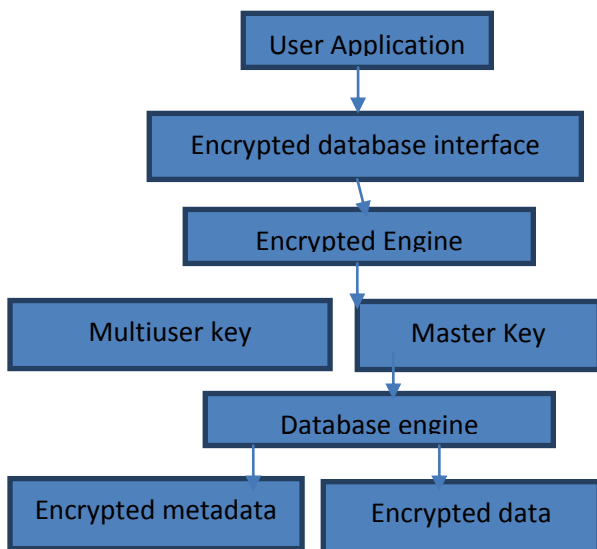 User Application
Encrypted database interface
Encrypted Engine
Multiuser key
Master Key
Database engine
Encrypted metadata
Encrypted data